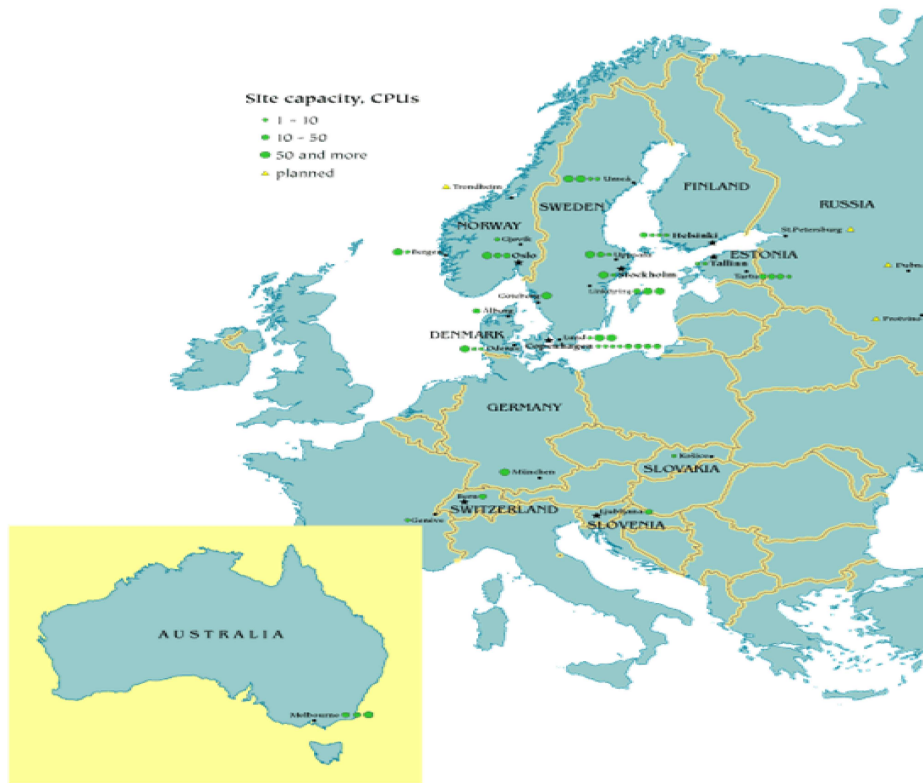 Site capacity, CPUs
1 - 10
10 - 50
50 and more
planned
Trondheim
Umeå
FINLAND
SWEDEN
RUSSIA
NORWAY
Gjøvik
Helsinki
St.Petersburg
Bergen
Oslo
Uppsala
ESTONIA
Tallinn
Stockholm
Tartu
Linköping
Göteborg
Ålborg
DENMARK
Lund
Odense
Copenhagen
GERMANY
Košice
SLOVAKIA
München
Bern
SWITZERLAND
Ljubljana
Genève
SLOVENIA
AUSTRALIA
Melbourne